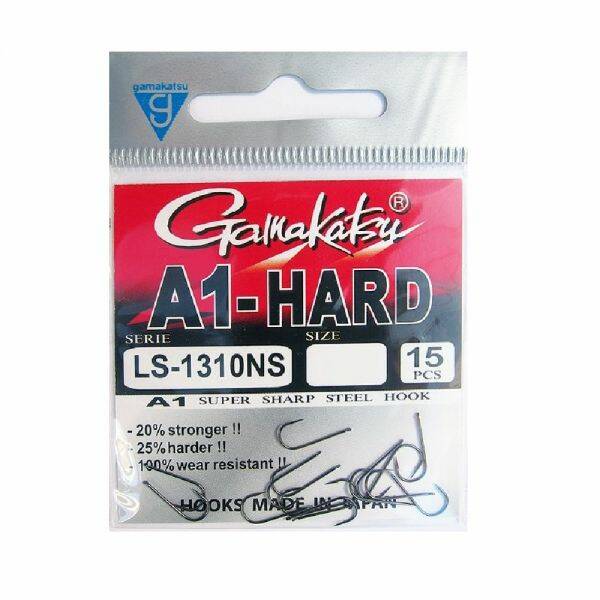 gamakatsu
g
Gamakatsu®
A1-HARD
SERIE SIZE
LS-1310NS 15
PCS
A1 SUPER SHARP STEEL HOOK
- 20% stronger !!
- 25% harder !!
- 100% wear resistant !!
HOOKS MADE IN JAPAN